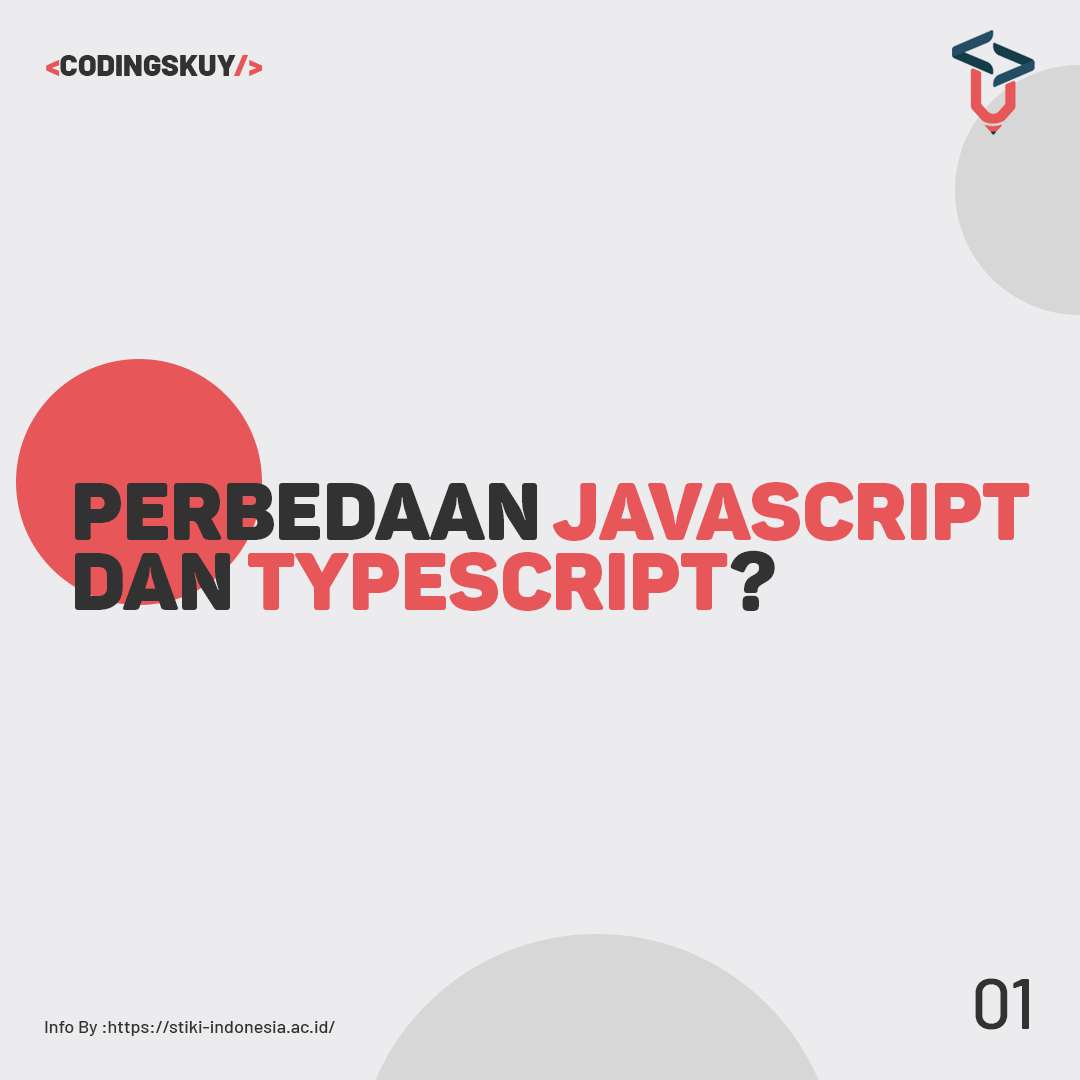 <CODINGSKUY/>
PERBEDAAN JAVASCRIPT
DAN TYPESCRIPT?
Info By :https://stiki-indonesia.ac.id/
01